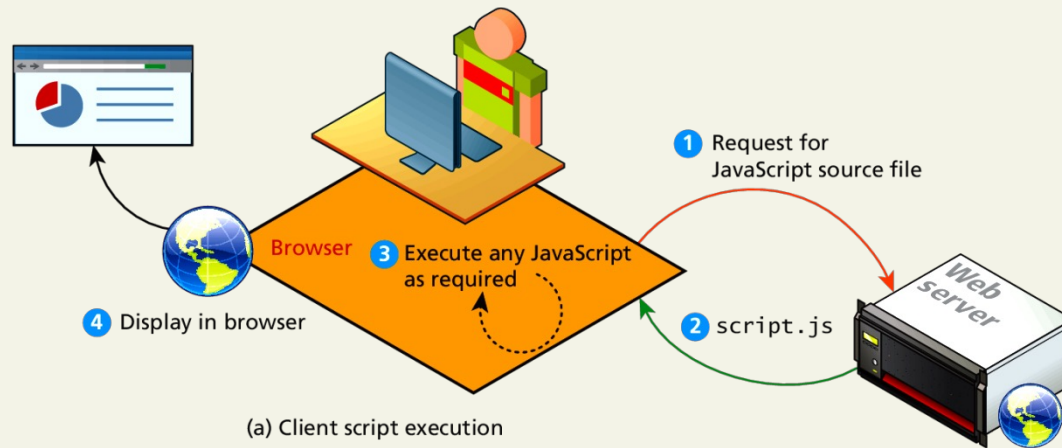 1 Request for
JavaScript source file
Browser
3 Execute any JavaScript
as required
Web
server
4 Display in browser
2 script.js
(a) Client script execution